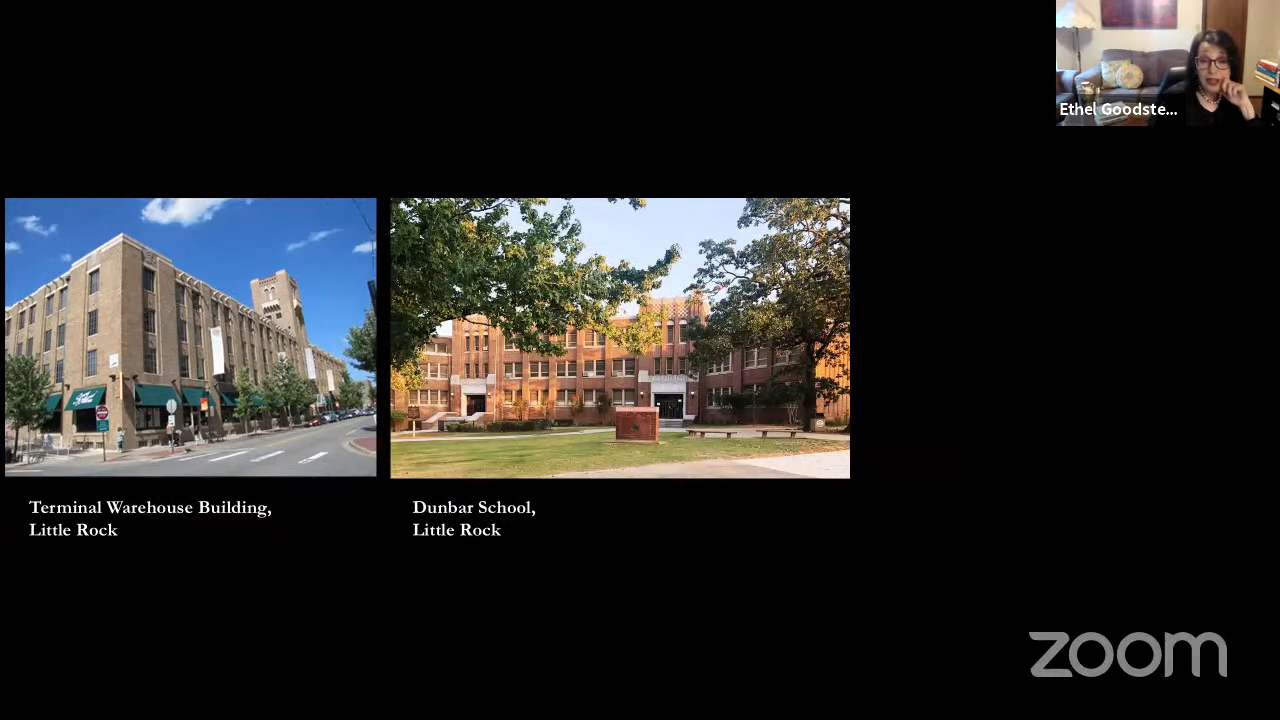 Ethel Goodste...
Terminal Warehouse Building,
Little Rock
Dunbar School,
Little Rock
zoom